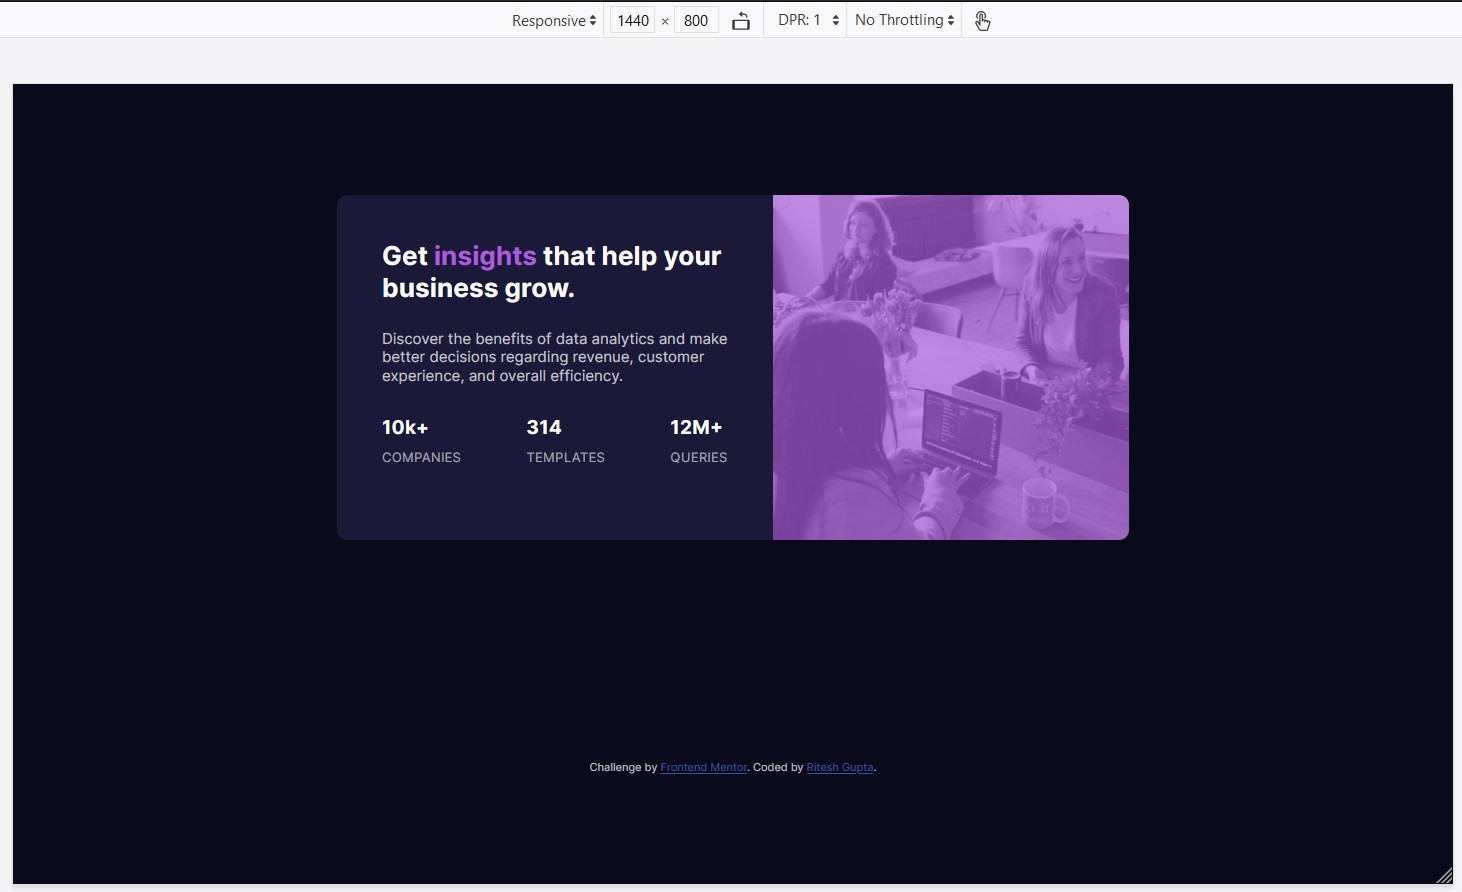 Responsive 1440 × 800 DPR: 1 No Throttling
Get insights that help your
business grow.
Discover the benefits of data analytics and make
better decisions regarding revenue, customer
experience, and overall efficiency.
10k+ 314 12M+
COMPANIES TEMPLATES QUERIES
Challenge by Frontend Mentor. Coded by Ritesh Gupta.